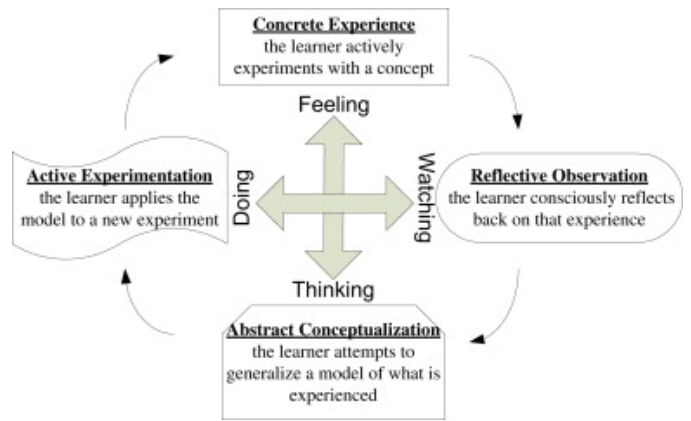 Concrete Experience
the learner actively
experiments with a concept
Feeling
Active Experimentation
the learner applies the
model to a new experiment
Doing
Watching
Reflective Observation
the learner consciously reflects
back on that experience
Thinking
Abstract Conceptualization
the learner attempts to
generalize a model of what is
experienced